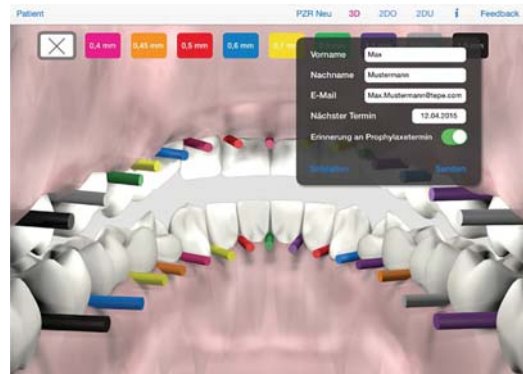 Patient PZR Neu 3D 2DO 2DU i Feedback
0,4 mm 0,45 mm 0,5 mm 0,6 mm
Vorname Max
Nachname Mustermann
E-Mail Max.Mustermann@tepe.com
Nächster Termin 12.04.2015
Erinnerung an Prophylaxetermin
Senden